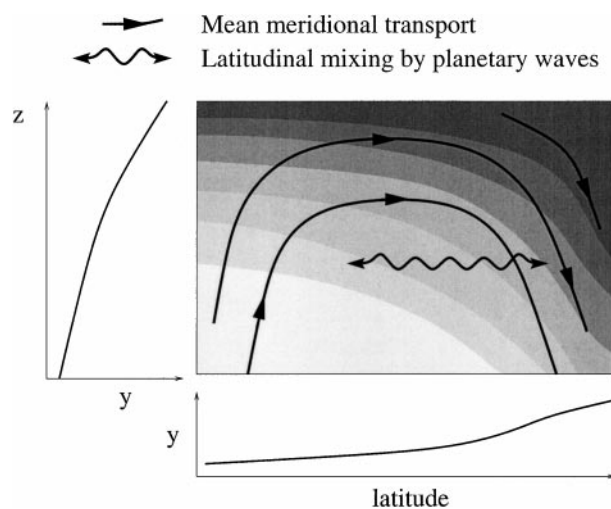 Mean meridional transport
Latitudinal mixing by planetary waves
z
y
y
latitude